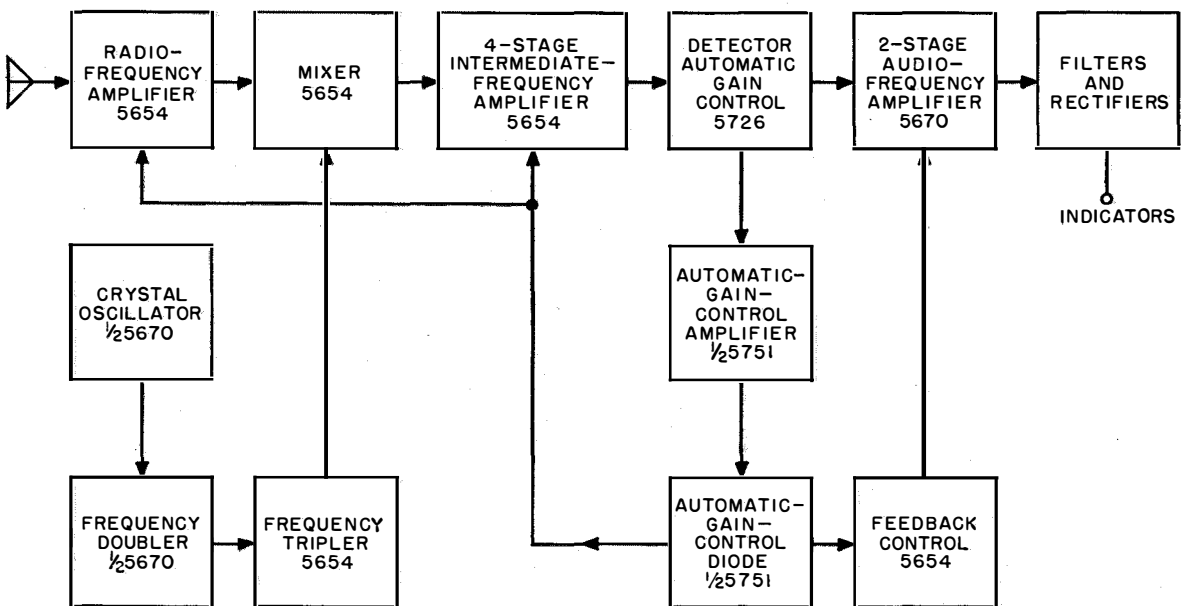 RADIO-
FREQUENCY
AMPLIFIER
5654
MIXER
5654
4-STAGE
INTERMEDIATE-
FREQUENCY
AMPLIFIER
5654
DETECTOR
AUTOMATIC
GAIN
CONTROL
5726
2-STAGE
AUDIO-
FREQUENCY
AMPLIFIER
5670
FILTERS
AND
RECTIFIERS
INDICATORS
CRYSTAL
OSCILLATOR
½5670
AUTOMATIC-
GAIN-
CONTROL
AMPLIFIER
½5751
FREQUENCY
DOUBLER
½5670
FREQUENCY
TRIPLER
5654
AUTOMATIC-
GAIN-
CONTROL
DIODE
½5751
FEEDBACK
CONTROL
5654